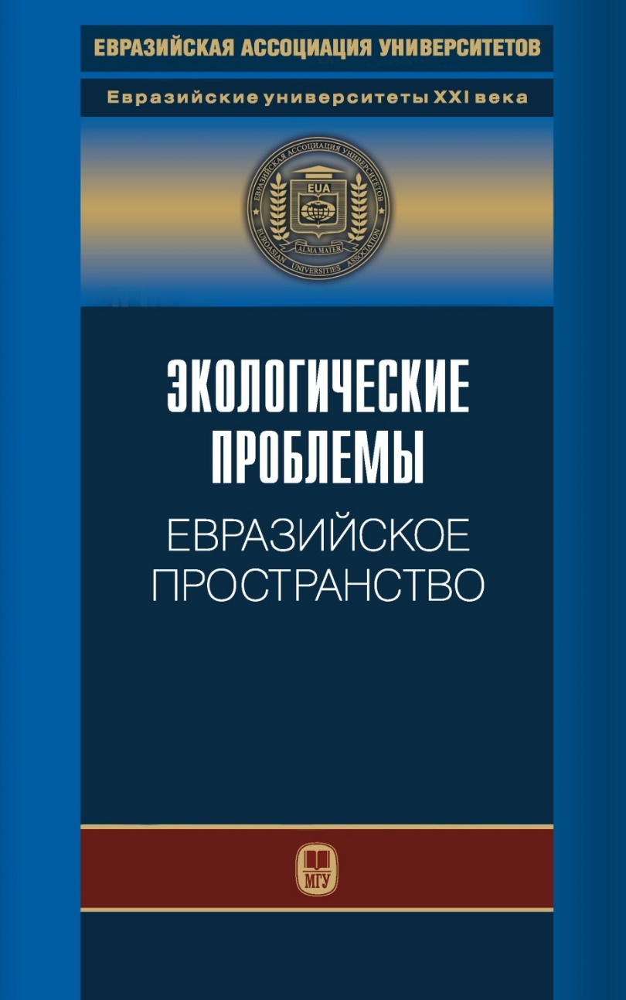 ЕВРАЗИЙСКАЯ АССОЦИАЦИЯ УНИВЕРСИТЕТОВ
Евразийские университеты XXI века
ЕВРАЗИЙСКАЯ АССОЦИАЦИЯ УНИВЕРСИТЕТОВ
EUA
ALMA MATER
EUROASIAN UNIVERSITIES ASSOCIATION
ЭКОЛОГИЧЕСКИЕ
ПРОБЛЕМЫ
ЕВРАЗИЙСКОЕ
ПРОСТРАНСТВО
МГУ